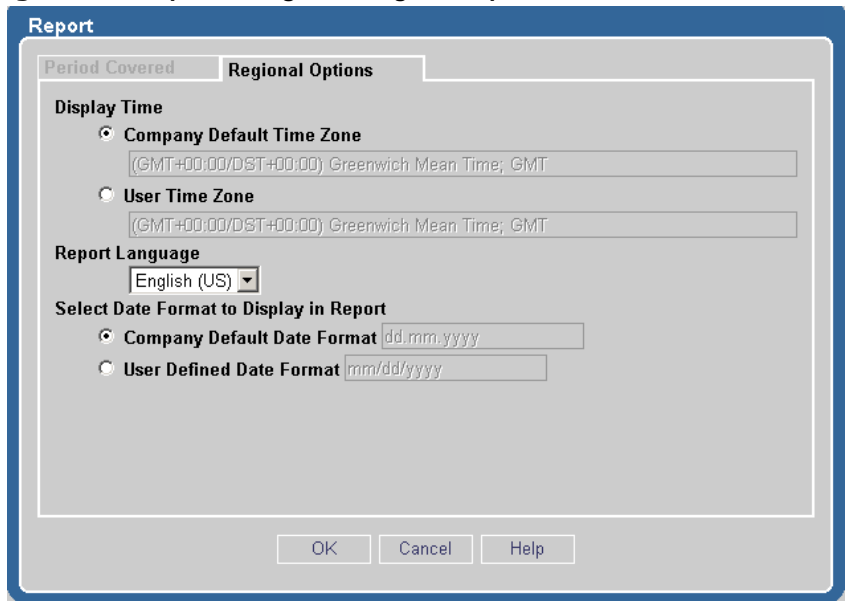 Report
Period Covered Regional Options
Display Time
Company Default Time Zone
(GMT+00:00/DST+00:00) Greenwich Mean Time; GMT
User Time Zone
(GMT+00:00/DST+00:00) Greenwich Mean Time; GMT
Report Language
English (US)
Select Date Format to Display in Report
Company Default Date Format dd.mm.yyyy
User Defined Date Format mm/dd/yyyy
OK Cancel Help